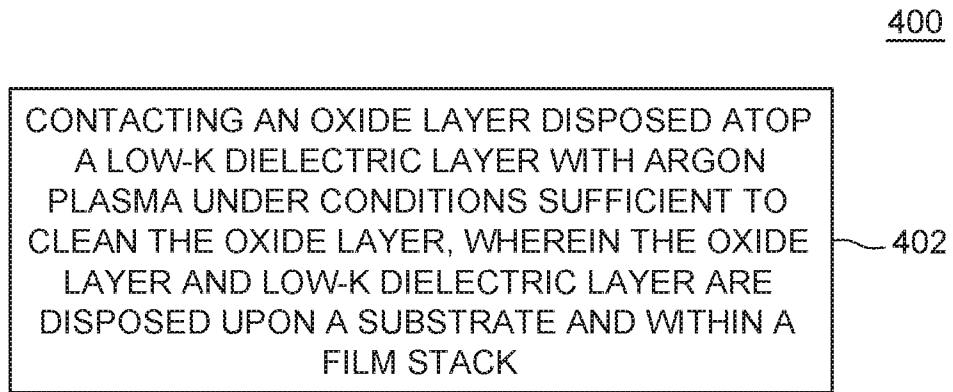 400
CONTACTING AN OXIDE LAYER DISPOSED ATOP
A LOW-K DIELECTRIC LAYER WITH ARGON
PLASMA UNDER CONDITIONS SUFFICIENT TO
CLEAN THE OXIDE LAYER, WHEREIN THE OXIDE
LAYER AND LOW-K DIELECTRIC LAYER ARE
DISPOSED UPON A SUBSTRATE AND WITHIN A
FILM STACK
402